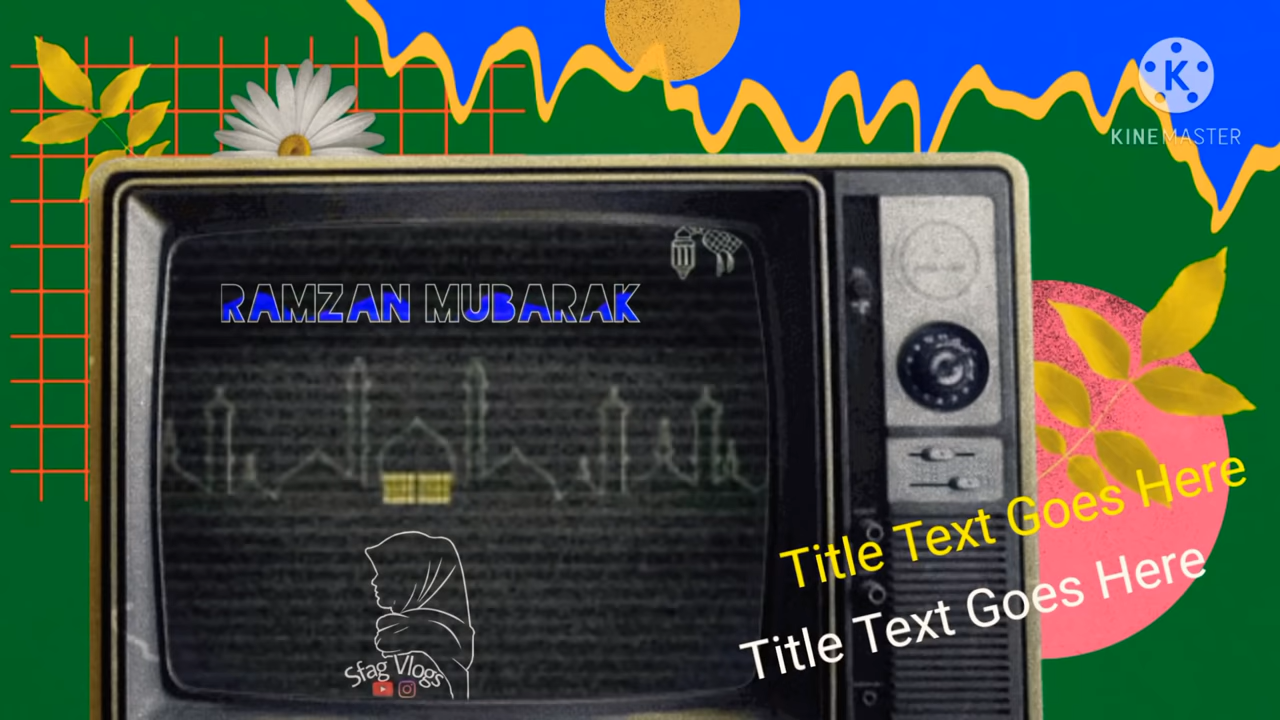 KINEMASTER
RAMZAN MUBARAK
Title Text Goes Here
Title Text Goes Here
Sfag Vlogs